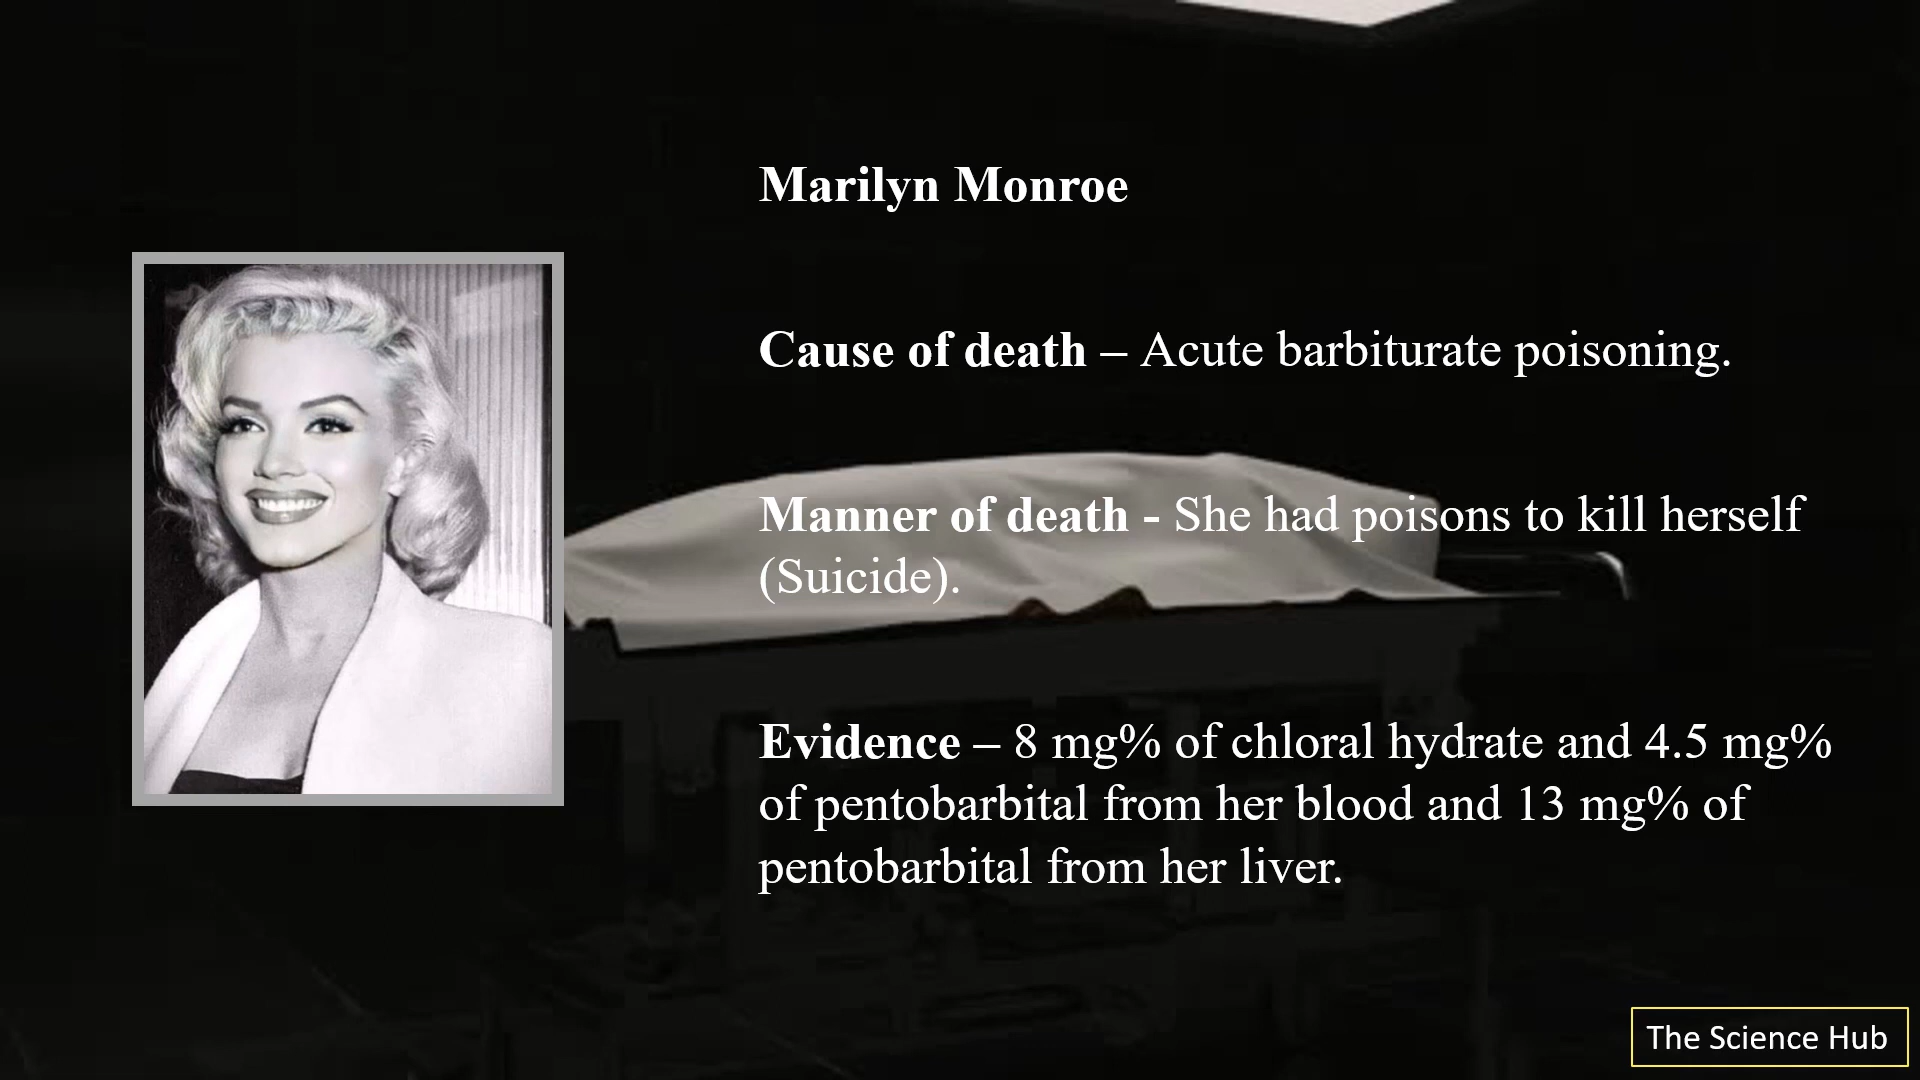 Marilyn Monroe
Cause of death – Acute barbiturate poisoning.
Manner of death - She had poisons to kill herself
(Suicide).
Evidence – 8 mg% of chloral hydrate and 4.5 mg%
of pentobarbital from her blood and 13 mg% of
pentobarbital from her liver.
The Science Hub